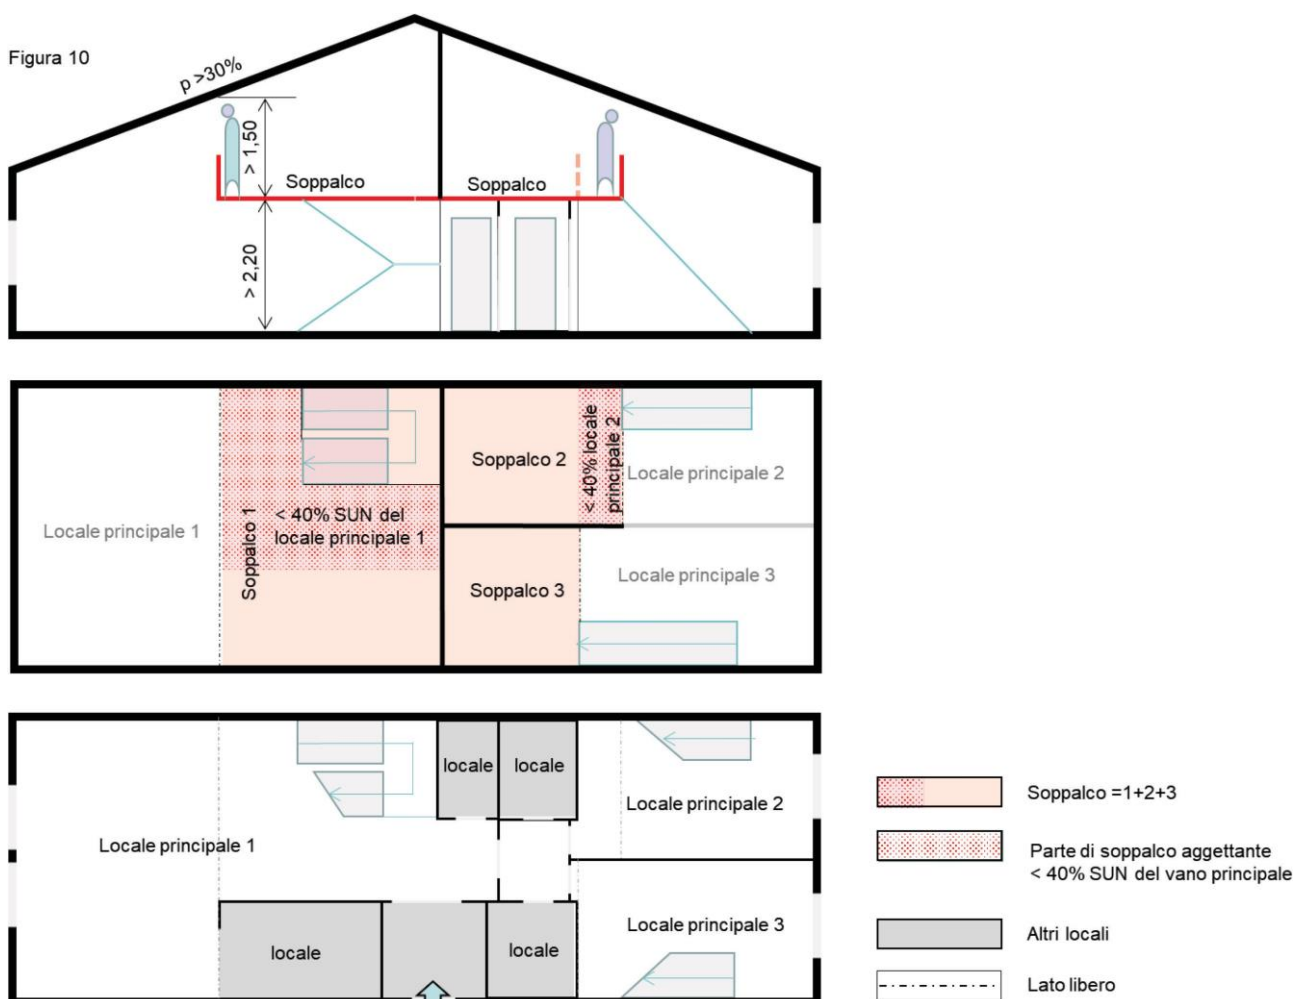 Figura 10
p >30%
> 1,50
Soppalco
Soppalco
> 2,20
Locale principale 1
Soppalco 1
< 40% SUN del
locale principale 1
Soppalco 2
< 40% locale
principale 2
Locale principale 2
Soppalco 3
Locale principale 3
locale
locale
Locale principale 1
Locale principale 2
locale
locale
Locale principale 3
Soppalco =1+2+3
Parte di soppalco aggettante
< 40% SUN del vano principale
Altri locali
Lato libero